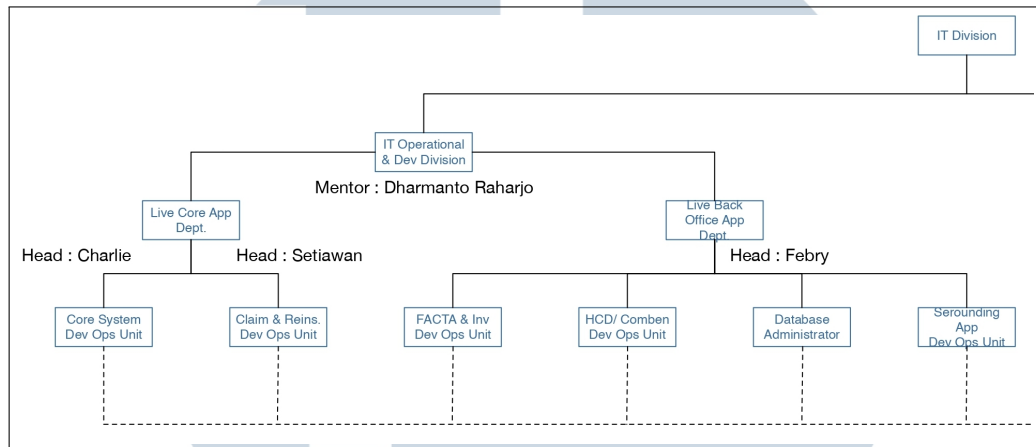 IT Division
IT Operational
& Dev Division
Mentor : Dharmanto Raharjo
Live Core App
Dept.
Live Back
Office App
Dept.
Head : Charlie
Head : Setiawan
Head : Febry
Core System
Dev Ops Unit
Claim & Reins.
Dev Ops Unit
FACTA & Inv
Dev Ops Unit
HCD/ Comben
Dev Ops Unit
Database
Administrator
Serounding
App
Dev Ops Unit